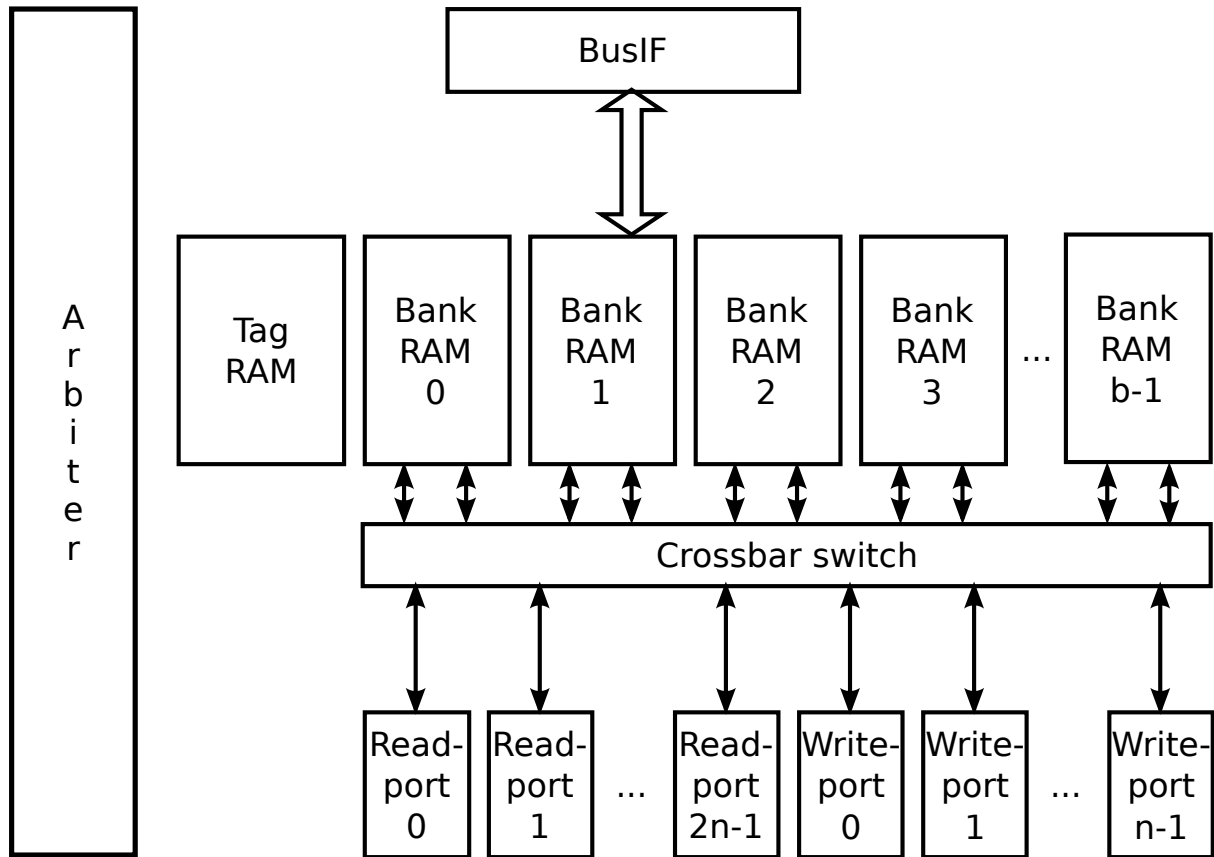 BusIF
A
r
b
i
t
e
r
Tag
RAM
Bank
RAM
0
Bank
RAM
1
Bank
RAM
2
Bank
RAM
3
...
Bank
RAM
b-1
Crossbar switch
Read-
port
0
Read-
port
1
...
Read-
port
2n-1
Write-
port
0
Write-
port
1
...
Write-
port
n-1